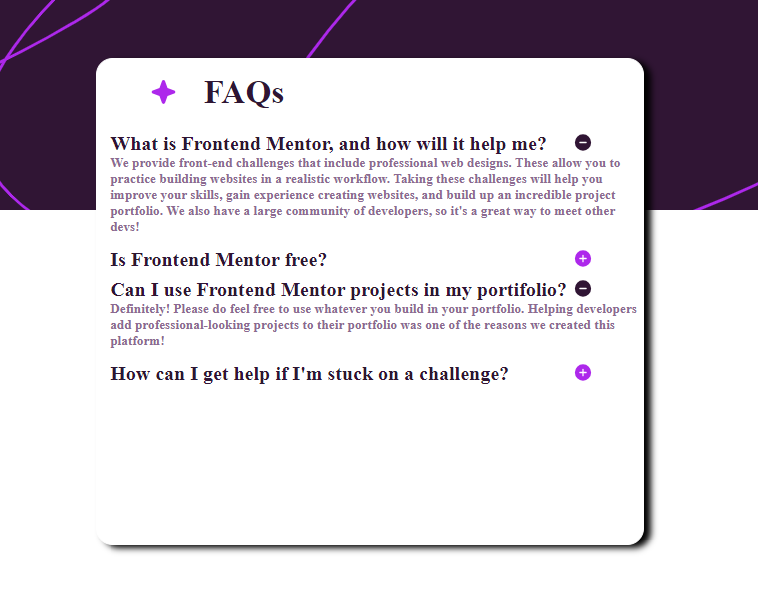 FAQs
What is Frontend Mentor, and how will it help me?
We provide front-end challenges that include professional web designs. These allow you to
practice building websites in a realistic workflow. Taking these challenges will help you
improve your skills, gain experience creating websites, and build up an incredible project
portfolio. We also have a large community of developers, so it's a great way to meet other
devs!
Is Frontend Mentor free?
Can I use Frontend Mentor projects in my portifolio?
Definitely! Please do feel free to use whatever you build in your portfolio. Helping developers
add professional-looking projects to their portfolio was one of the reasons we created this
platform!
How can I get help if I'm stuck on a challenge?